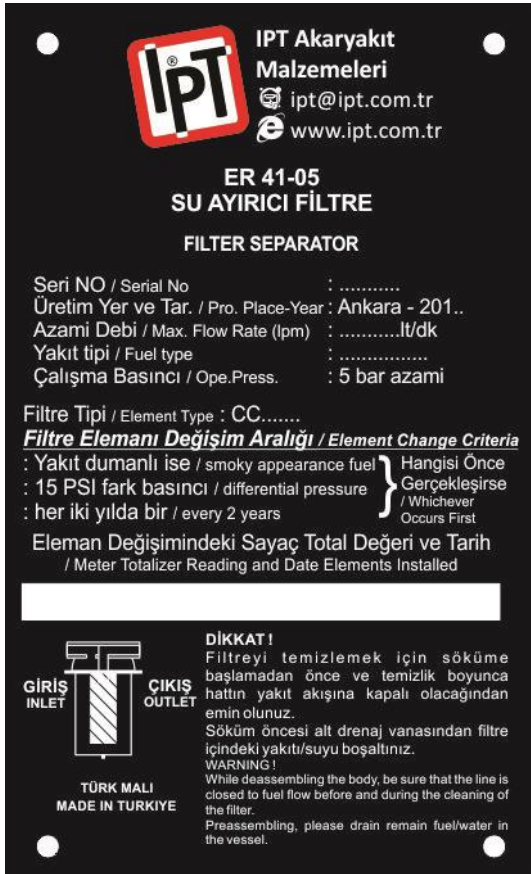 IPT®
IPT Akaryakıt
Malzemeleri
ipt@ipt.com.tr
www.ipt.com.tr
ER 41-05
SU AYIRICI FİLTRE
FILTER SEPARATOR
Seri NO / Serial No : ...........
Üretim Yer ve Tar. / Pro. Place-Year : Ankara - 201..
Azami Debi / Max. Flow Rate (lpm) : ...........lt/dk
Yakıt tipi / Fuel type : ................
Çalışma Basıncı / Ope.Press. : 5 bar azami
Filtre Tipi / Element Type : CC.......
Filtre Elemanı Değişim Aralığı / Element Change Criteria
: Yakıt dumanlı ise / smoky appearance fuel
: 15 PSI fark basıncı / differential pressure
: her iki yılda bir / every 2 years
Hangisi Önce
Gerçekleşirse
/ Whichever
Occurs First
Eleman Değişimindeki Sayaç Total Değeri ve Tarih
/ Meter Totalizer Reading and Date Elements Installed
GİRİŞ
INLET
ÇIKIŞ
OUTLET
TÜRK MALI
MADE IN TURKIYE
DİKKAT !
Filtreyi temizlemek için söküme
başlamadan önce ve temizlik boyunca
hattın yakıt akışına kapalı olacağından
emin olunuz.
Söküm öncesi alt drenaj vanasından filtre
içindeki yakıtı/suyu boşaltınız.
WARNING !
While deassembling the body, be sure that the line is
closed to fuel flow before and during the cleaning of
the filter.
Preassembling, please drain remain fuel/water in
the vessel.